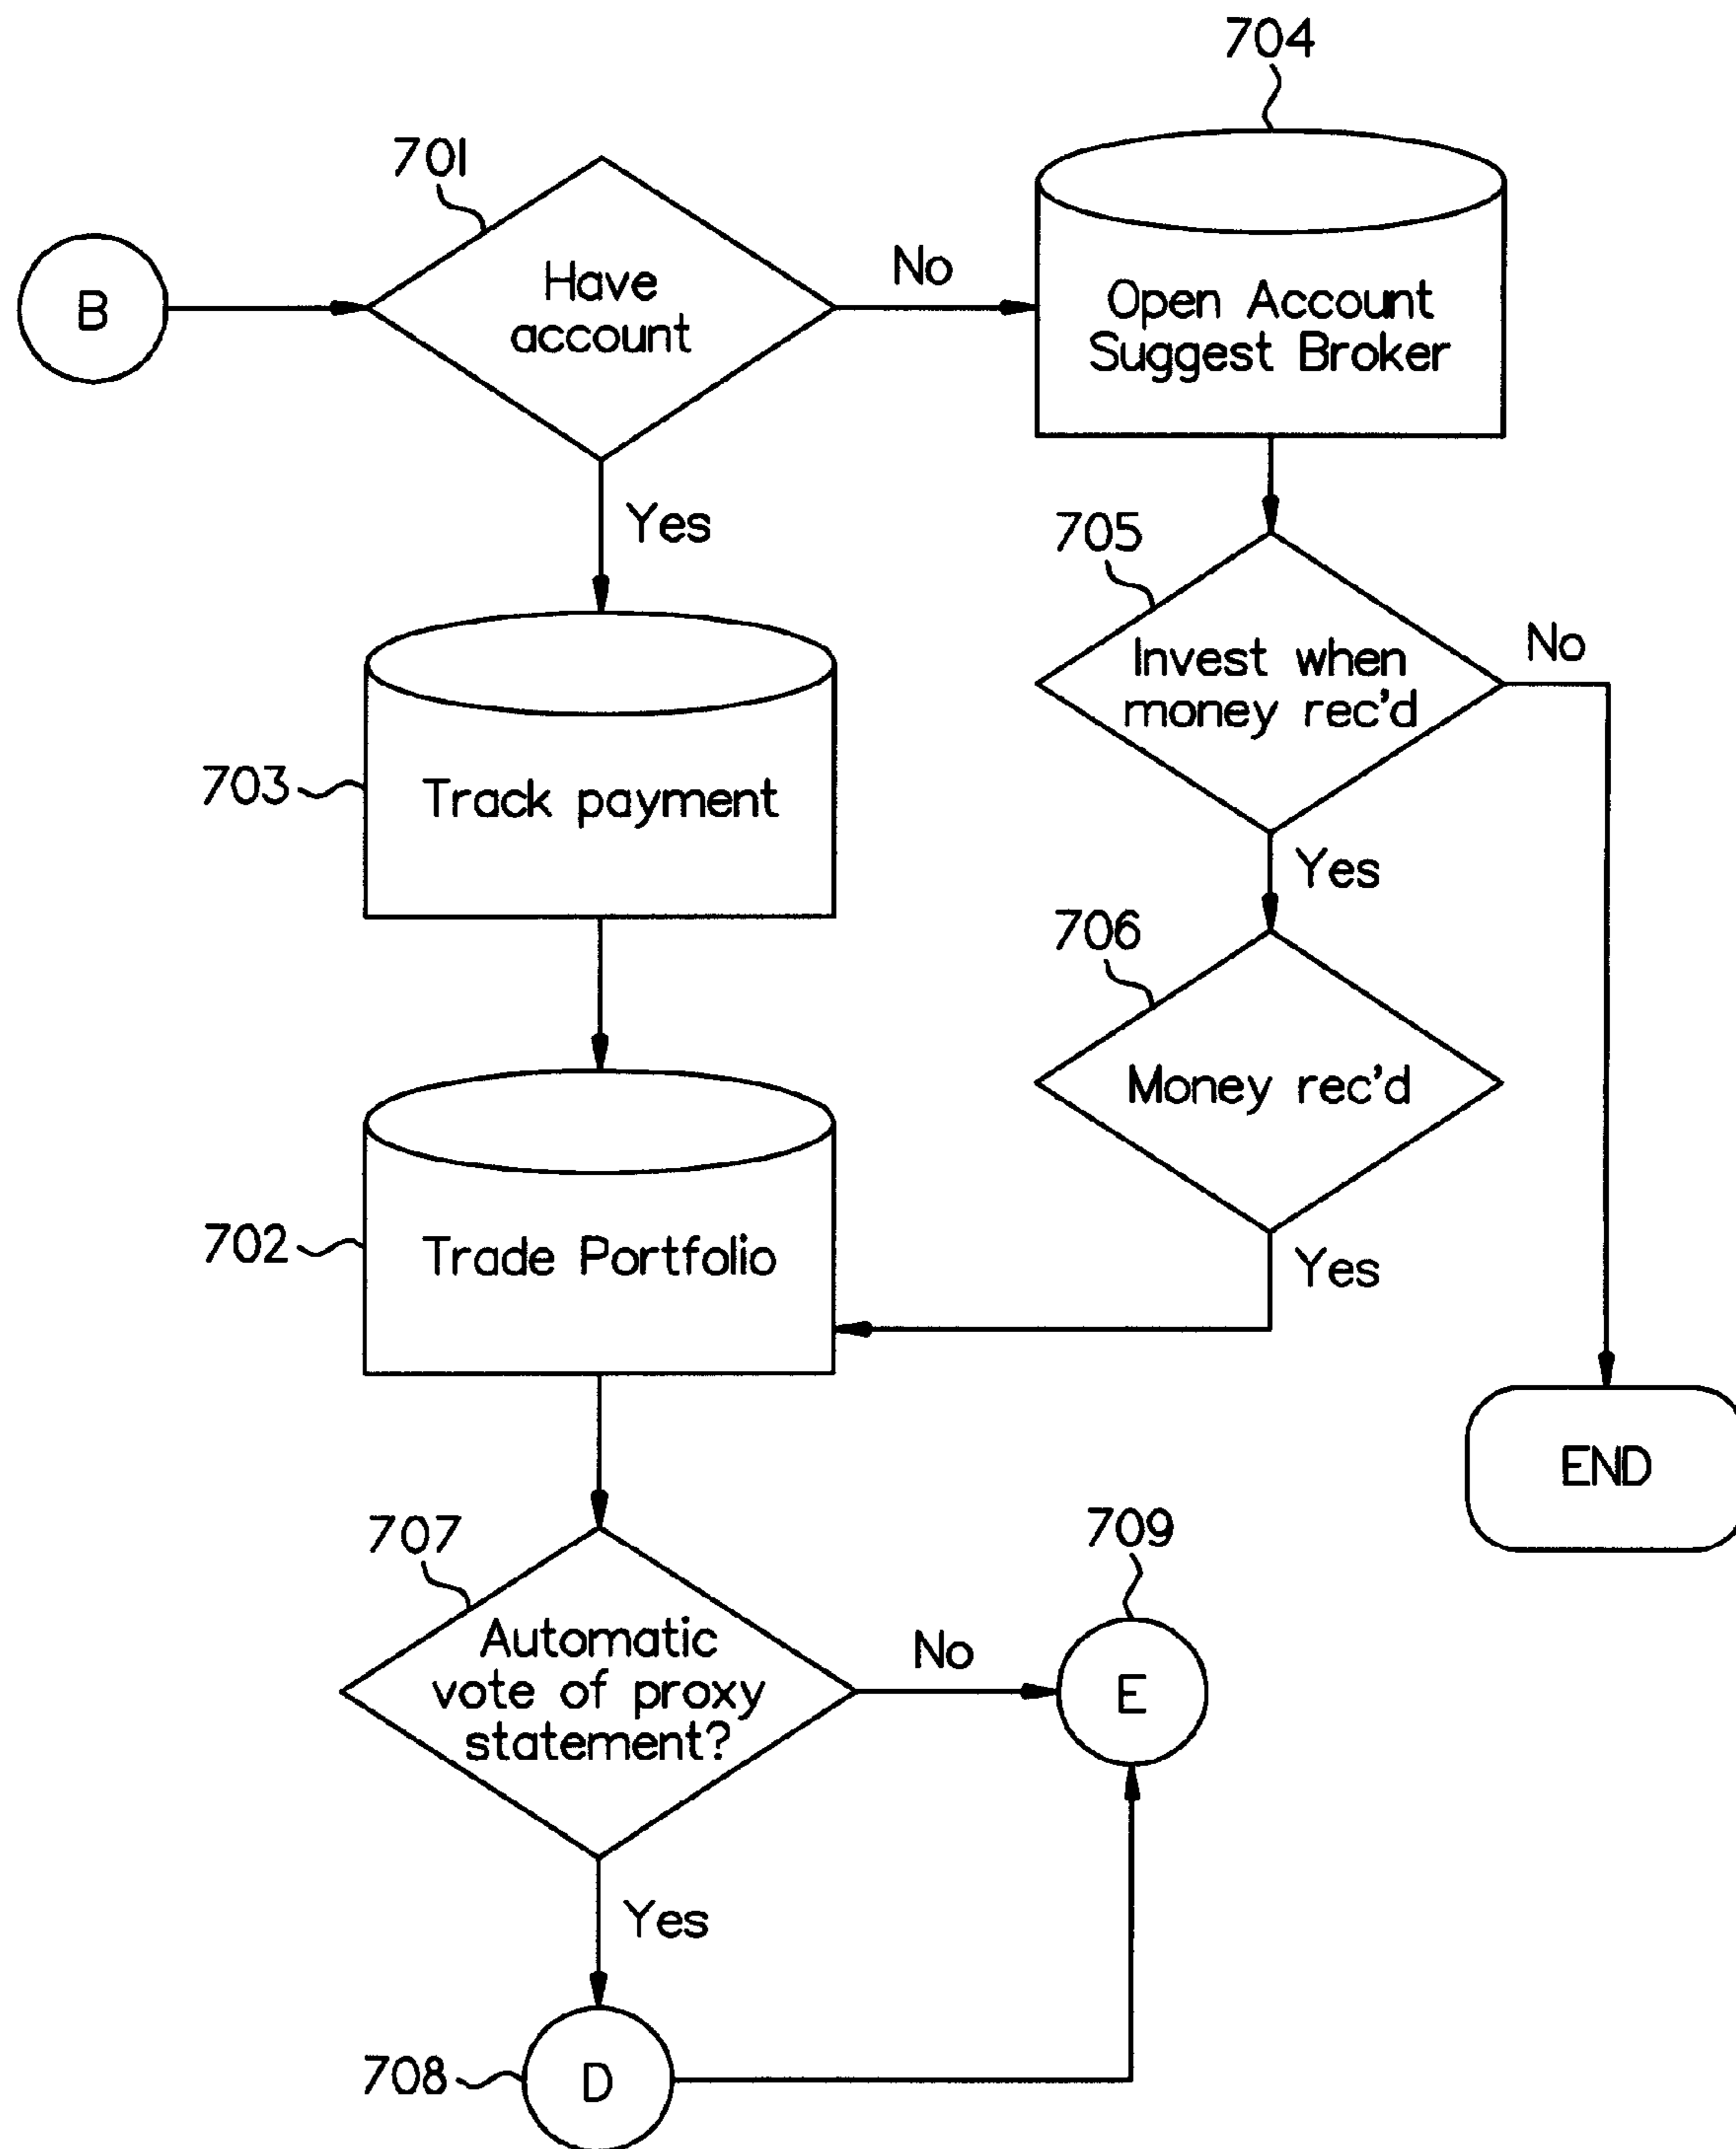 704
701
B
Have
account
No
Open Account
Suggest Broker
Yes
705
Invest when
money rec'd
No
703
Track payment
Yes
706
Money rec'd
702
Trade Portfolio
Yes
END
707
709
Automatic
vote of proxy
statement?
No
E
Yes
708
D